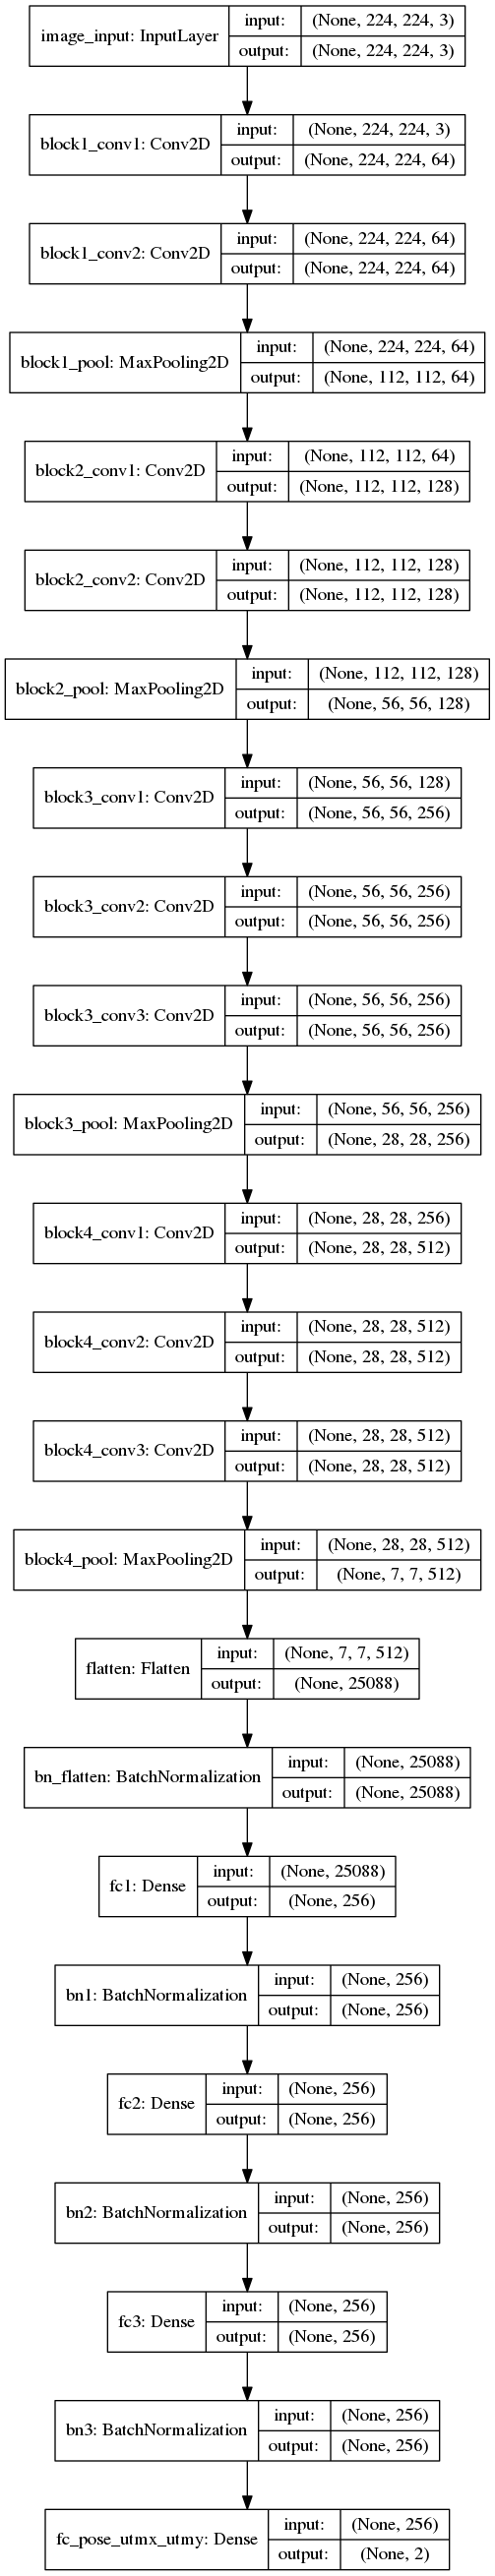 image_input: InputLayer
input: (None, 224, 224, 3)
output: (None, 224, 224, 3)
block1_conv1: Conv2D
input: (None, 224, 224, 3)
output: (None, 224, 224, 64)
block1_conv2: Conv2D
input: (None, 224, 224, 64)
output: (None, 224, 224, 64)
block1_pool: MaxPooling2D
input: (None, 224, 224, 64)
output: (None, 112, 112, 64)
block2_conv1: Conv2D
input: (None, 112, 112, 64)
output: (None, 112, 112, 128)
block2_conv2: Conv2D
input: (None, 112, 112, 128)
output: (None, 112, 112, 128)
block2_pool: MaxPooling2D
input: (None, 112, 112, 128)
output: (None, 56, 56, 128)
block3_conv1: Conv2D
input: (None, 56, 56, 128)
output: (None, 56, 56, 256)
block3_conv2: Conv2D
input: (None, 56, 56, 256)
output: (None, 56, 56, 256)
block3_conv3: Conv2D
input: (None, 56, 56, 256)
output: (None, 56, 56, 256)
block3_pool: MaxPooling2D
input: (None, 56, 56, 256)
output: (None, 28, 28, 256)
block4_conv1: Conv2D
input: (None, 28, 28, 256)
output: (None, 28, 28, 512)
block4_conv2: Conv2D
input: (None, 28, 28, 512)
output: (None, 28, 28, 512)
block4_conv3: Conv2D
input: (None, 28, 28, 512)
output: (None, 28, 28, 512)
block4_pool: MaxPooling2D
input: (None, 28, 28, 512)
output: (None, 7, 7, 512)
flatten: Flatten
input: (None, 7, 7, 512)
output: (None, 25088)
bn_flatten: BatchNormalization
input: (None, 25088)
output: (None, 25088)
fc1: Dense
input: (None, 25088)
output: (None, 256)
bn1: BatchNormalization
input: (None, 256)
output: (None, 256)
fc2: Dense
input: (None, 256)
output: (None, 256)
bn2: BatchNormalization
input: (None, 256)
output: (None, 256)
fc3: Dense
input: (None, 256)
output: (None, 256)
bn3: BatchNormalization
input: (None, 256)
output: (None, 256)
fc_pose_utmx_utmy: Dense
input: (None, 256)
output: (None, 2)